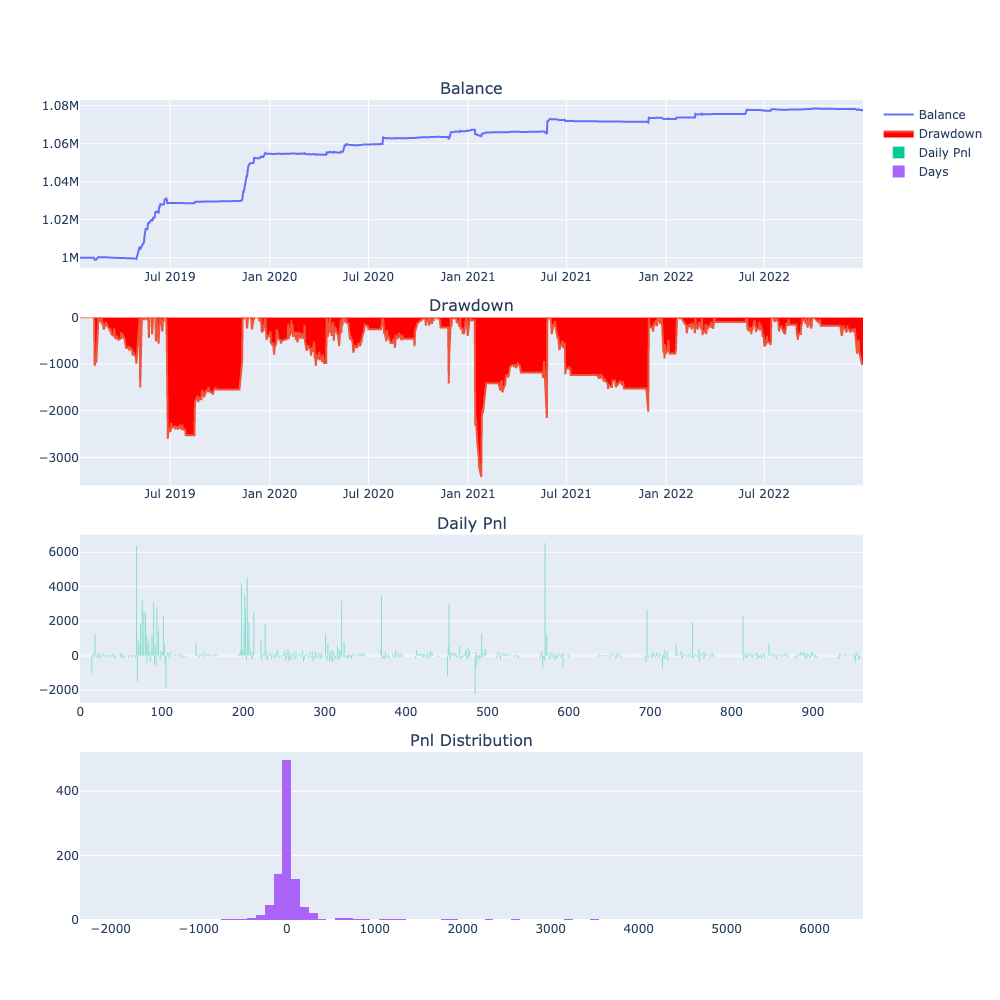 Balance
1.08M
1.06M
1.04M
1.02M
1M
Jul 2019 Jan 2020 Jul 2020 Jan 2021 Jul 2021 Jan 2022 Jul 2022
Balance
Drawdown
Daily Pnl
Days
Drawdown
0
−1000
−2000
−3000
Jul 2019 Jan 2020 Jul 2020 Jan 2021 Jul 2021 Jan 2022 Jul 2022
Daily Pnl
6000
4000
2000
0
−2000
0 100 200 300 400 500 600 700 800 900
Pnl Distribution
400
200
0
−2000 −1000 0 1000 2000 3000 4000 5000 6000